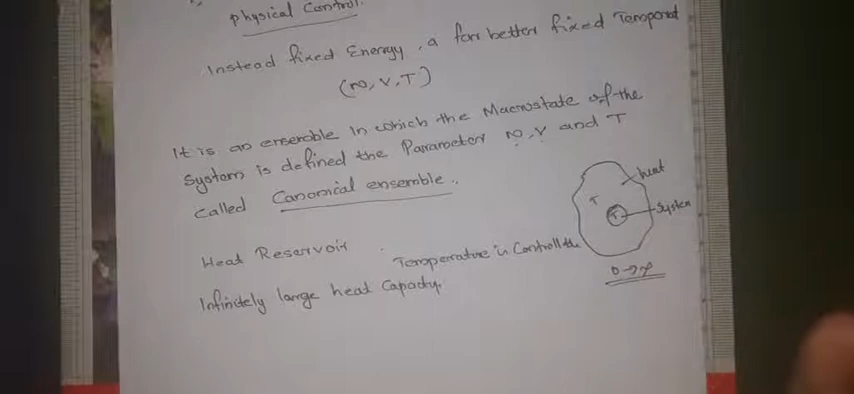 physical Control.
Instead fixed Energy, a far better fixed Temperat
(N, V, T)
It is an ensemble in which the Macrostate of the
System is defined the Parameter N, V and T
called Canonical ensemble.
heat
T
System
T
Heat Reservoir
Temperature is Controll the
Infinitely large heat Capacity.